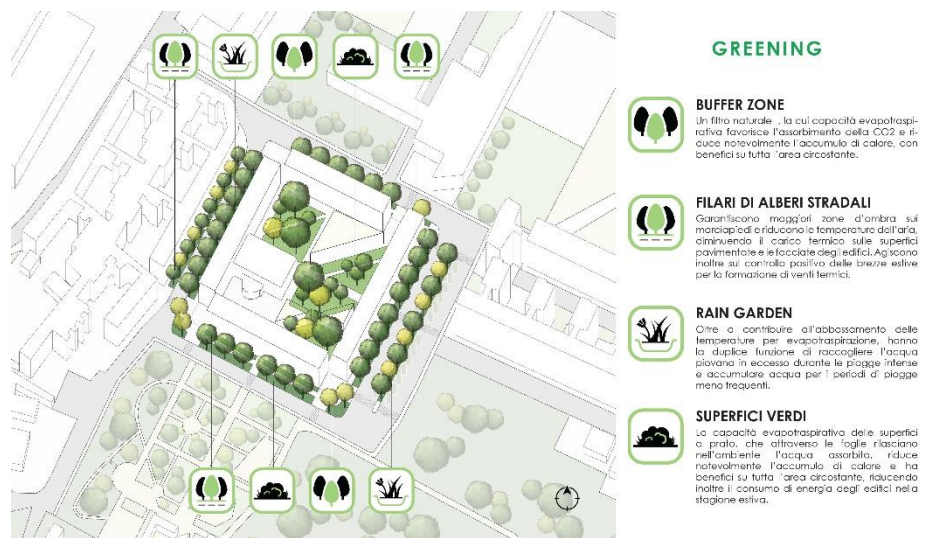 GREENING
BUFFER ZONE
Un filtro naturale , la cui capacità evapotraspi-
rativa favorisce l'assorbimento della CO2 e ri-
duce notevolmente l'accumulo di calore, con
benefici su tutta l'area circostante.
FILARI DI ALBERI STRADALI
Garantiscono maggiori zone d'ombra sui
marciapiedi e riducono le temperature dell'aria,
diminuendo il carico termico sulle superfici
pavimentate e le facciate degli edifici. Agiscono
inoltre sul controllo positivo delle brezze estive
per la formazione di venti termici.
RAIN GARDEN
Oltre a contribuire all'abbassamento delle
temperature per evapotraspirazione, hanno
la duplice funzione di raccogliere l'acqua
piovana in eccesso durante le piogge intense
e accumulare acqua per i periodi di piogge
meno frequenti.
SUPERFICI VERDI
La capacità evapotraspirativa delle superfici
a prato, che attraverso le foglie rilasciano
nell'ambiente l'acqua assorbita, riduce
notevolmente l'accumulo di calore e ha
benefici su tutta l'area circostante, riducendo
inoltre il consumo di energia degli edifici nella
stagione estiva.